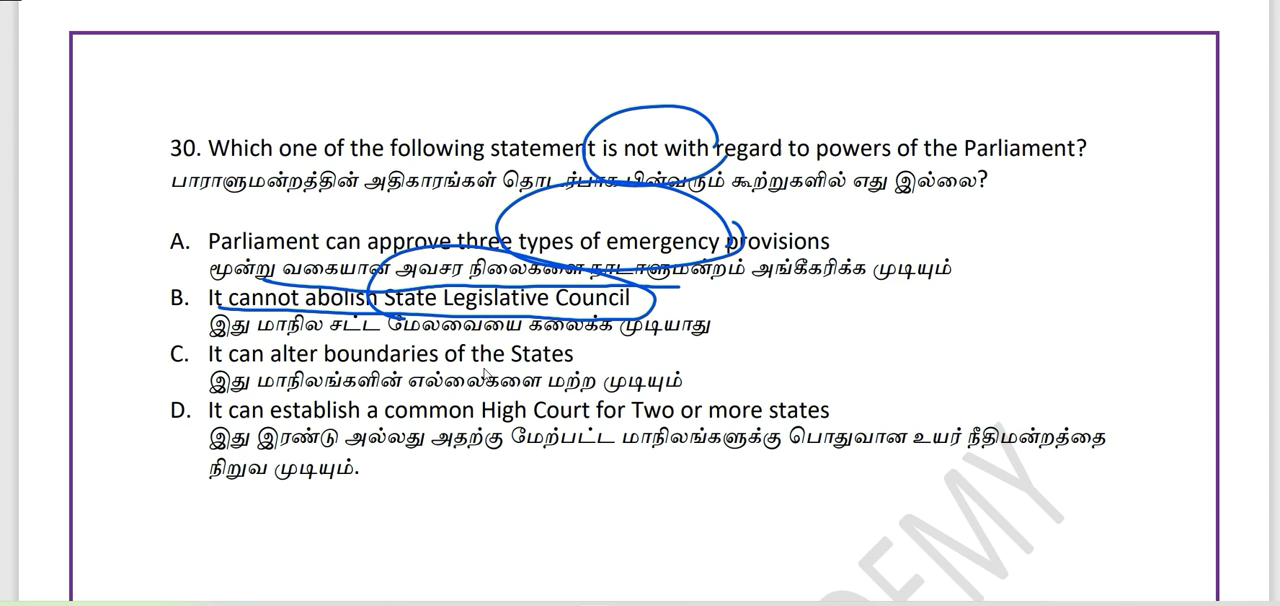 30. Which one of the following statement is not with regard to powers of the Parliament?
பாராளுமன்றத்தின் அதிகாரங்கள் தொடர்பாக பின்வரும் கூற்றுகளில் எது இல்லை?
A. Parliament can approve three types of emergency provisions
மூன்று வகையான அவசர நிலைகளை நாடாளுமன்றம் அங்கீகரிக்க முடியும்
B. It cannot abolish State Legislative Council
இது மாநில சட்ட மேலவையை கலைக்க முடியாது
C. It can alter boundaries of the States
இது மாநிலங்களின் எல்லைகளை மற்ற முடியும்
D. It can establish a common High Court for Two or more states
இது இரண்டு அல்லது அதற்கு மேற்பட்ட மாநிலங்களுக்கு பொதுவான உயர் நீதிமன்றத்தை
நிறுவ முடியும்.